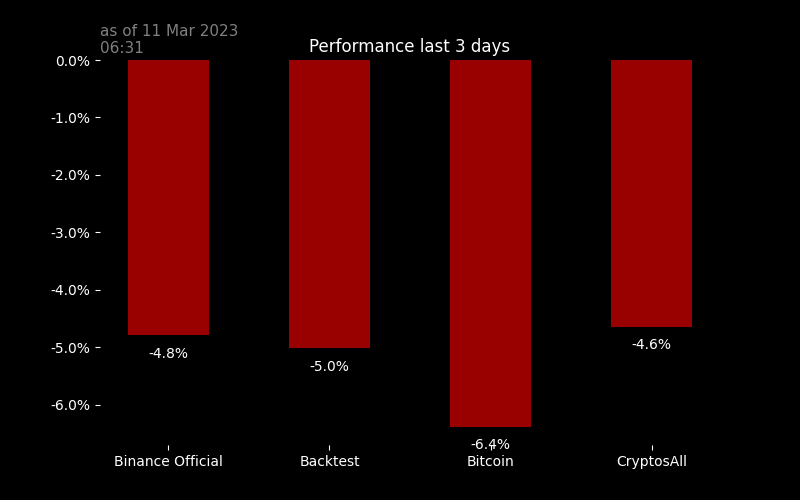 as of 11 Mar 2023
06:31
Performance last 3 days
0.0%
-1.0%
-2.0%
-3.0%
-4.0%
-5.0%
-6.0%
-4.8%
-5.0%
-6.4%
-4.6%
Binance Official
Backtest
Bitcoin
CryptosAll